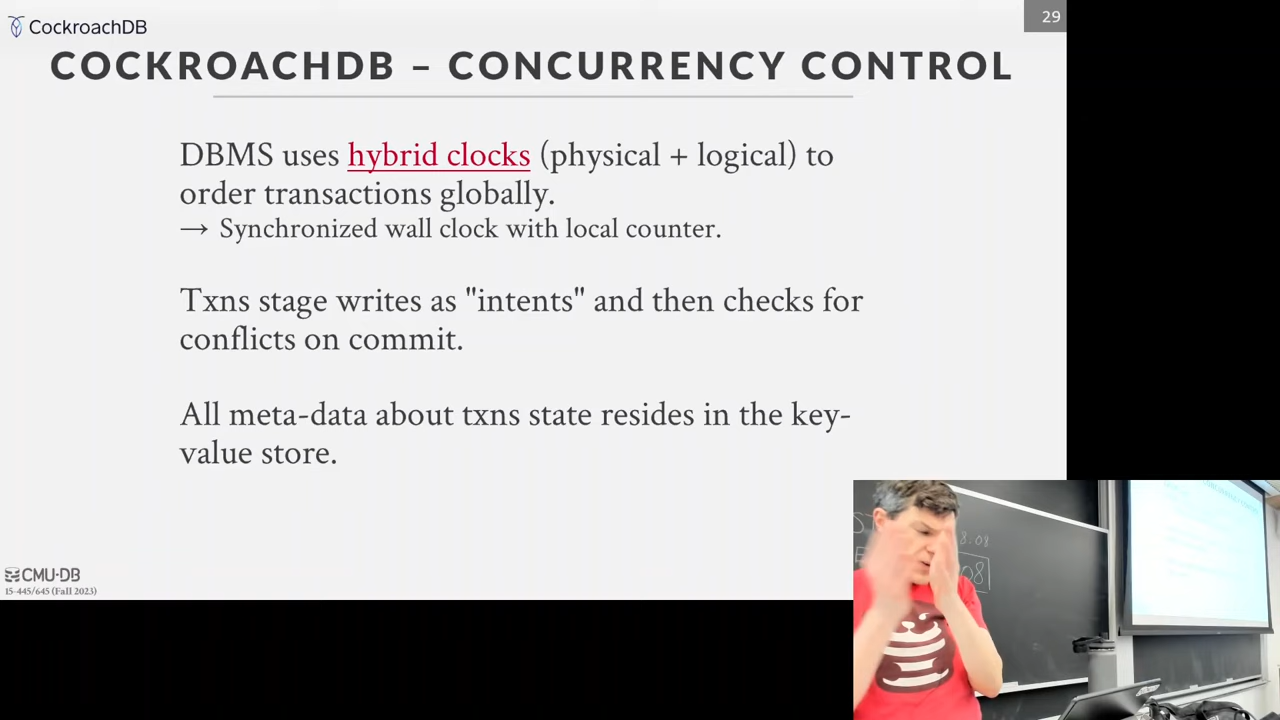 CockroachDB
29
COCKROACHDB – CONCURRENCY CONTROL
DBMS uses hybrid clocks (physical + logical) to
order transactions globally.
→ Synchronized wall clock with local counter.
Txns stage writes as "intents" and then checks for
conflicts on commit.
All meta-data about txns state resides in the key-
value store.
CMU·DB
15-445/645 (Fall 2023)